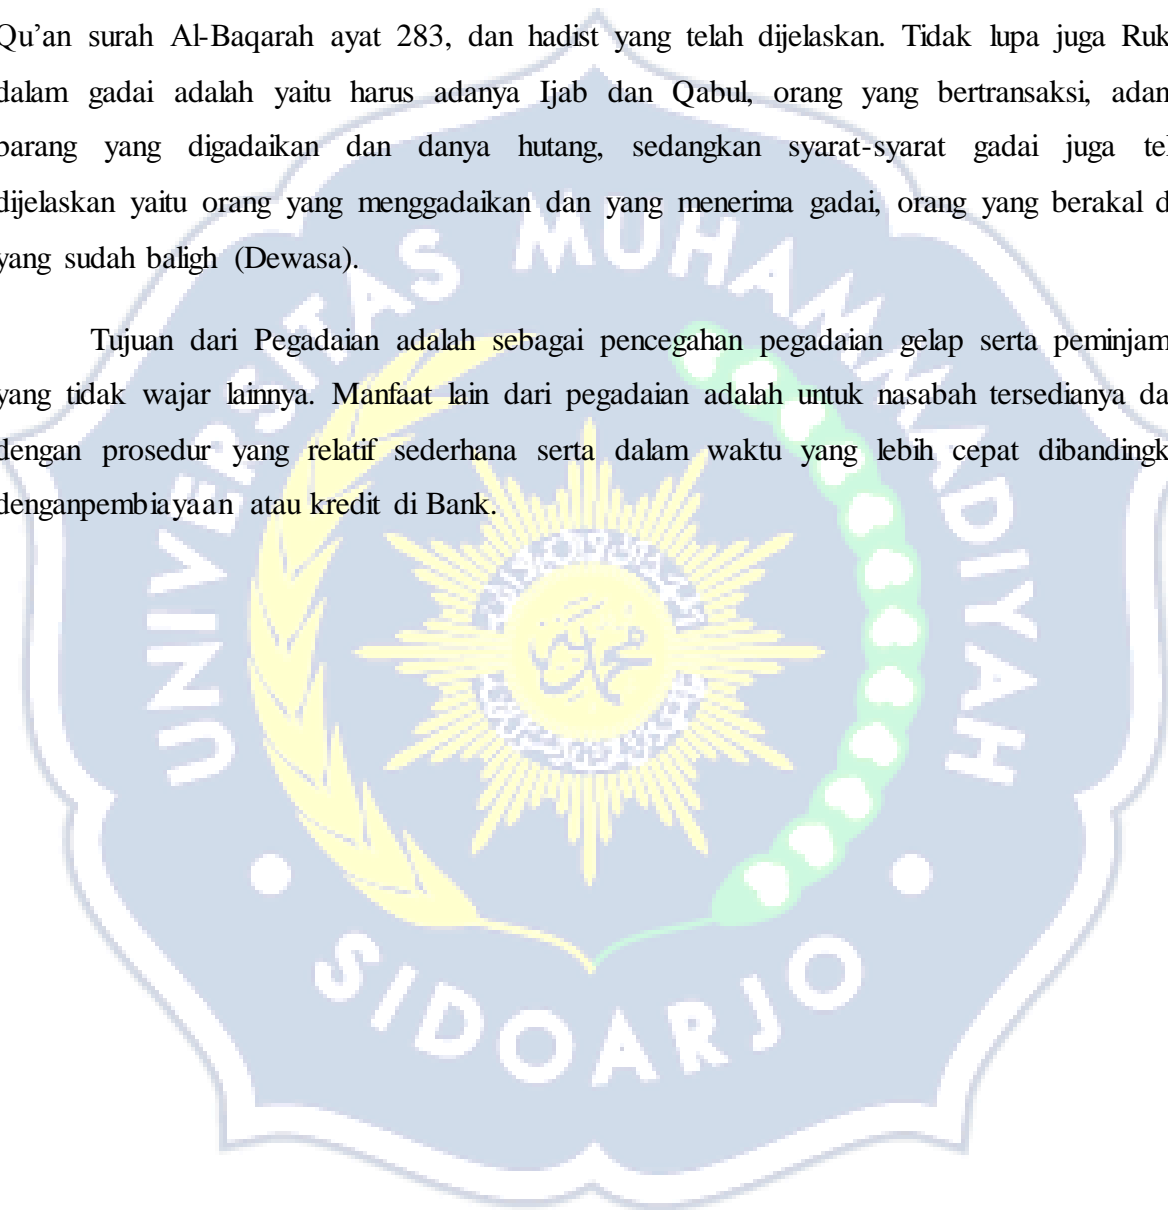 Qu’an surah Al-Baqarah ayat 283, dan hadist yang telah dijelaskan. Tidak lupa juga Ruk
dalam gadai adalah yaitu harus adanya Ijab dan Qabul, orang yang bertransaksi, adan
barang yang digadaikan dan danya hutang, sedangkan syarat-syarat gadai juga tel
dijelaskan yaitu orang yang menggadaikan dan yang menerima gadai, orang yang berakal d
yang sudah baligh (Dewasa).
Tujuan dari Pegadaian adalah sebagai pencegahan pegadaian gelap serta peminjam
yang tidak wajar lainnya. Manfaat lain dari pegadaian adalah untuk nasabah tersedianya da
dengan prosedur yang relatif sederhana serta dalam waktu yang lebih cepat dibandingk
denganpembiayaan atau kredit di Bank.
UNIVERSITAS MUHAMMADIYAH
محمد
SIDOARJO